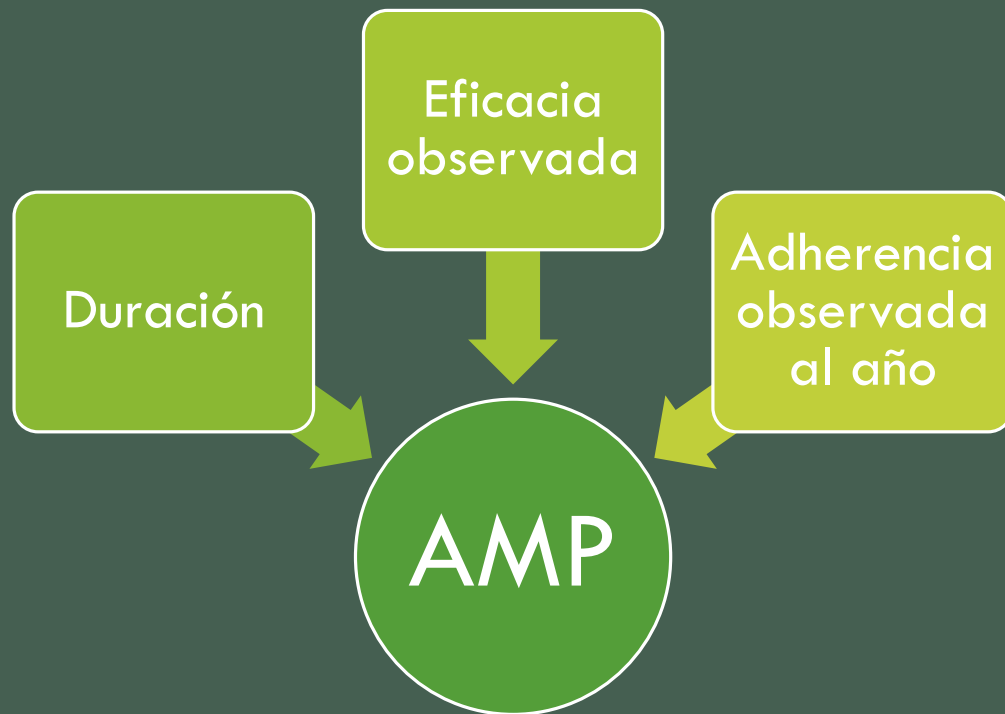 Eficacia
observada
Duración
Adherencia
observada
al año
AMP